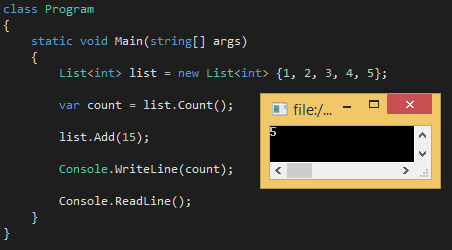 class Program
{
    static void Main(string[] args)
    {
        List<int> list = new List<int> {1, 2, 3, 4, 5};
        var count = list.Count();
        list.Add(15);
        Console.WriteLine(count);
        Console.ReadLine();
    }
}
file:/...
5